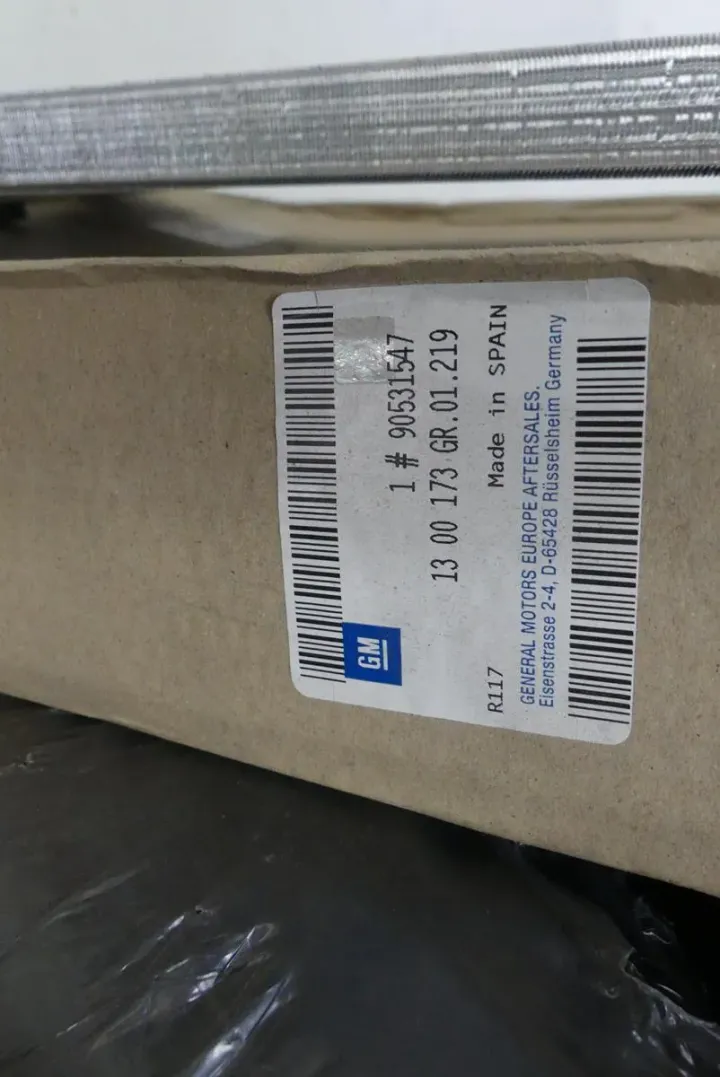 1 # 90531547
13 00 173 GR.01.219
Made in SPAIN
GM
R117
GENERAL MOTORS EUROPE AFTERSALES.
Eisenstrasse 2-4, D-65428 Rüsselsheim Germany